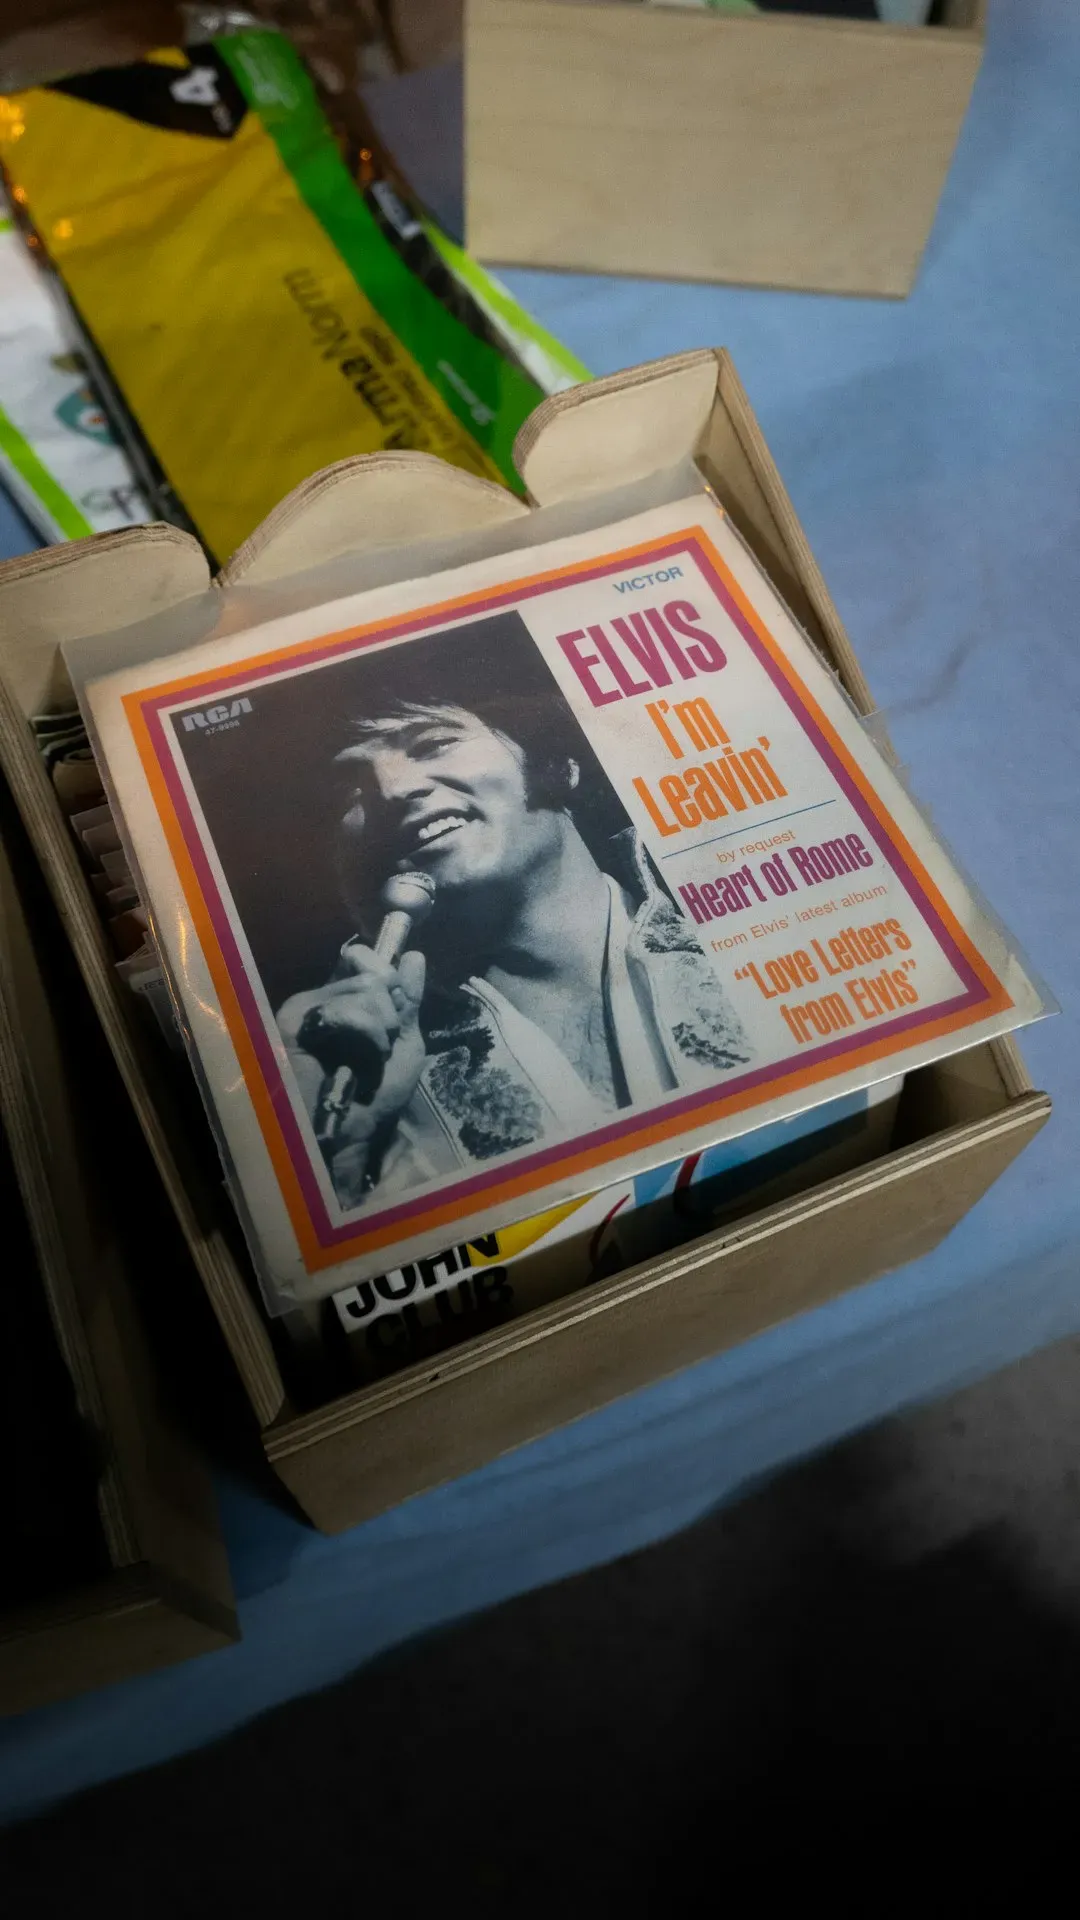 VICTOR
ELVIS
I'm
Leavin'
by request
Heart of Rome
from Elvis' latest album
"Love Letters
from Elvis"
RCA
JOHN
CLUB
ArmaNorm